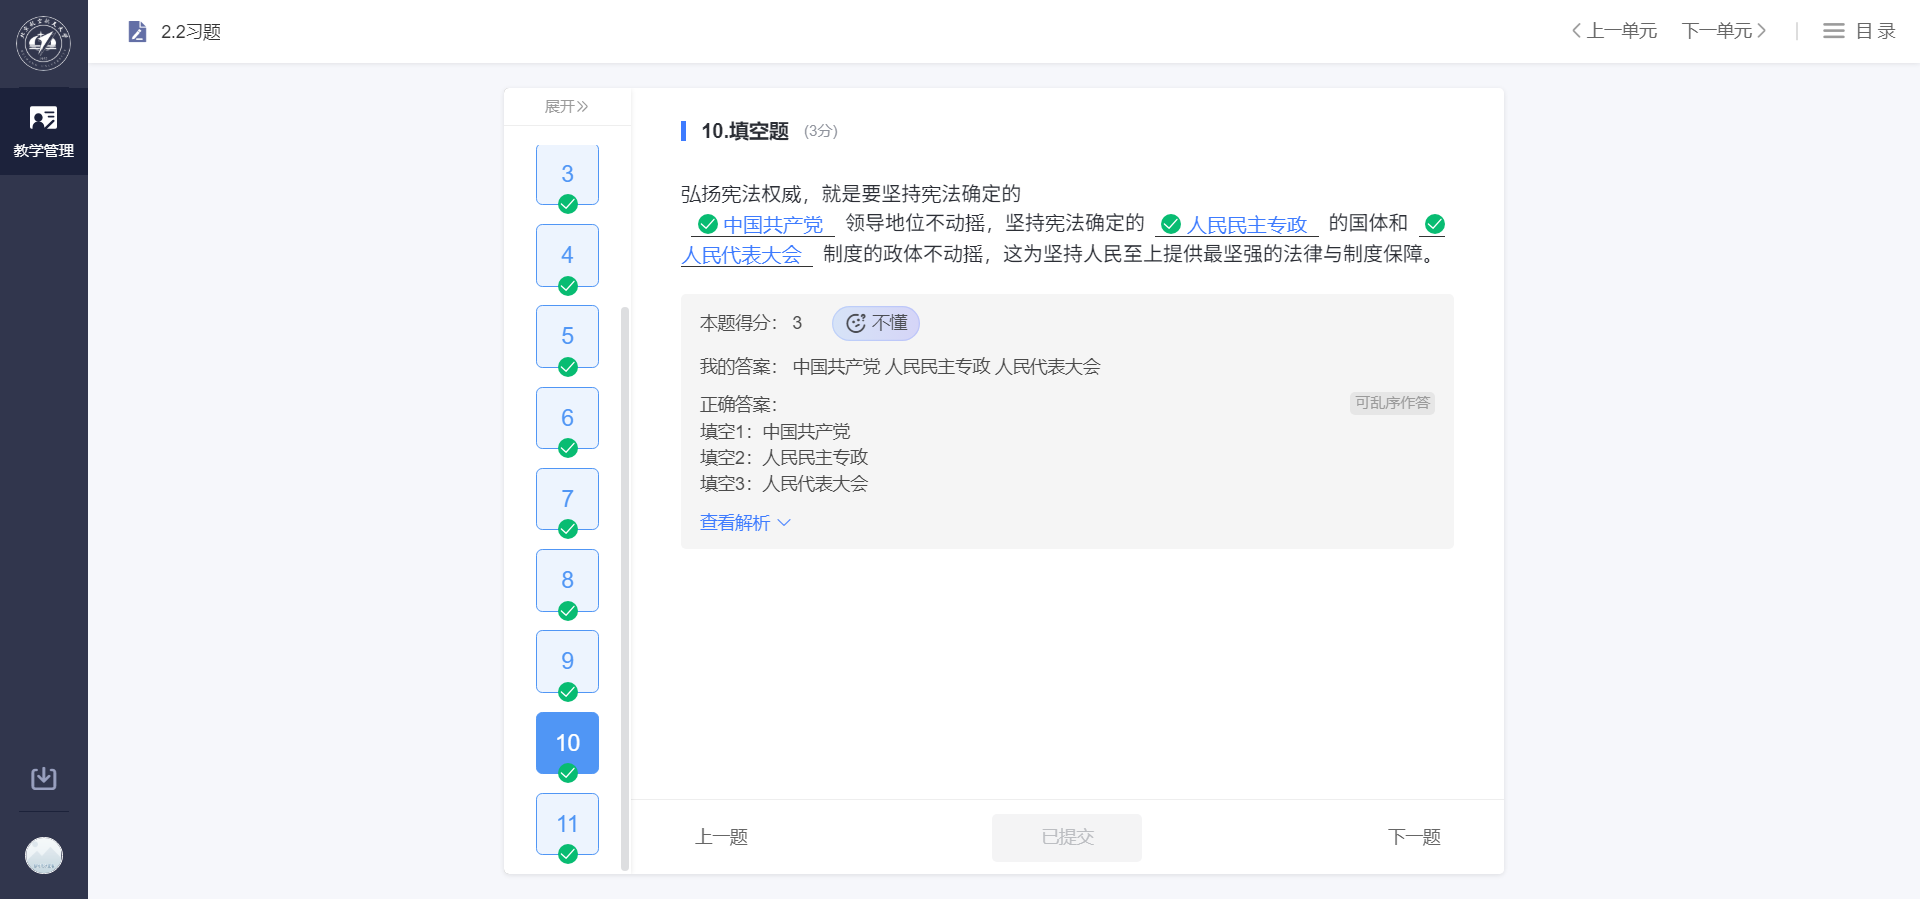 2.2习题
上一单元 下一单元 | 目录
教学管理
展开
3
4
5
6
7
8
9
10
11
10.填空题 (3分)
弘扬宪法权威，就是要坚持宪法确定的
中国共产党 领导地位不动摇，坚持宪法确定的 人民民主专政 的国体和
人民代表大会 制度的政体不动摇，这为坚持人民至上提供最坚强的法律与制度保障。
本题得分： 3 不懂
我的答案： 中国共产党 人民民主专政 人民代表大会
正确答案： 可乱序作答
填空1：中国共产党
填空2：人民民主专政
填空3：人民代表大会
查看解析
上一题 已提交 下一题